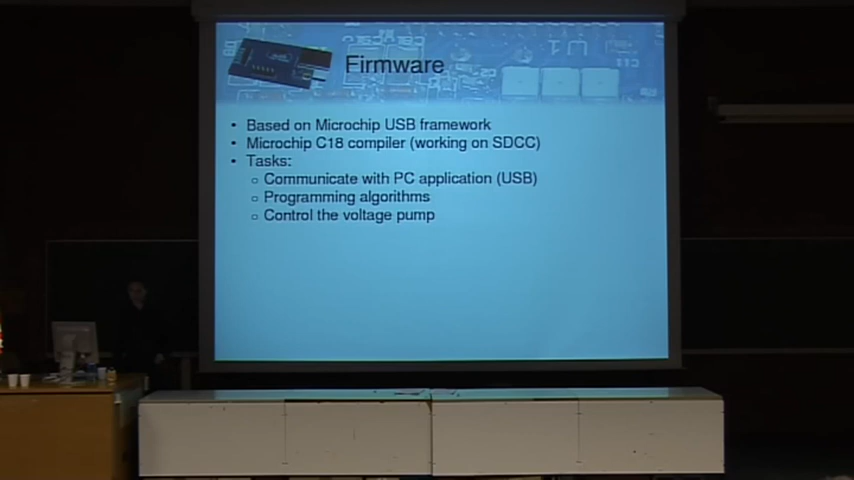 Firmware
• Based on Microchip USB framework
• Microchip C18 compiler (working on SDCC)
• Tasks:
▫ Communicate with PC application (USB)
▫ Programming algorithms
▫ Control the voltage pump